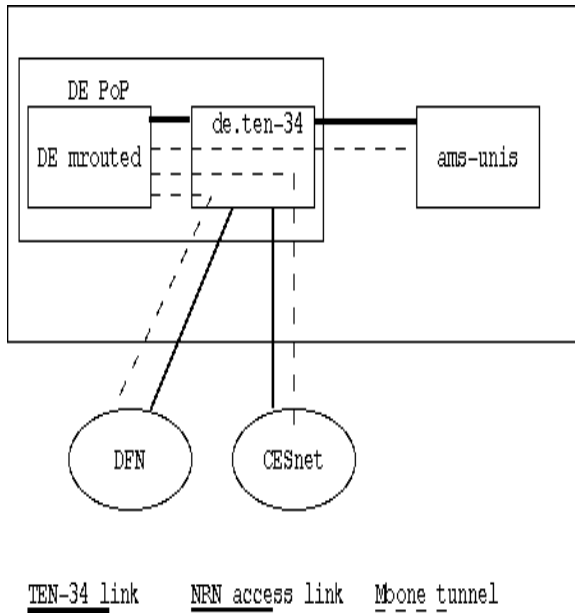 DE PoP
DE mrouted
de.ten-34
ams-unis
DFN
CESnet
TEN-34 link NRN access link Mbone tunnel